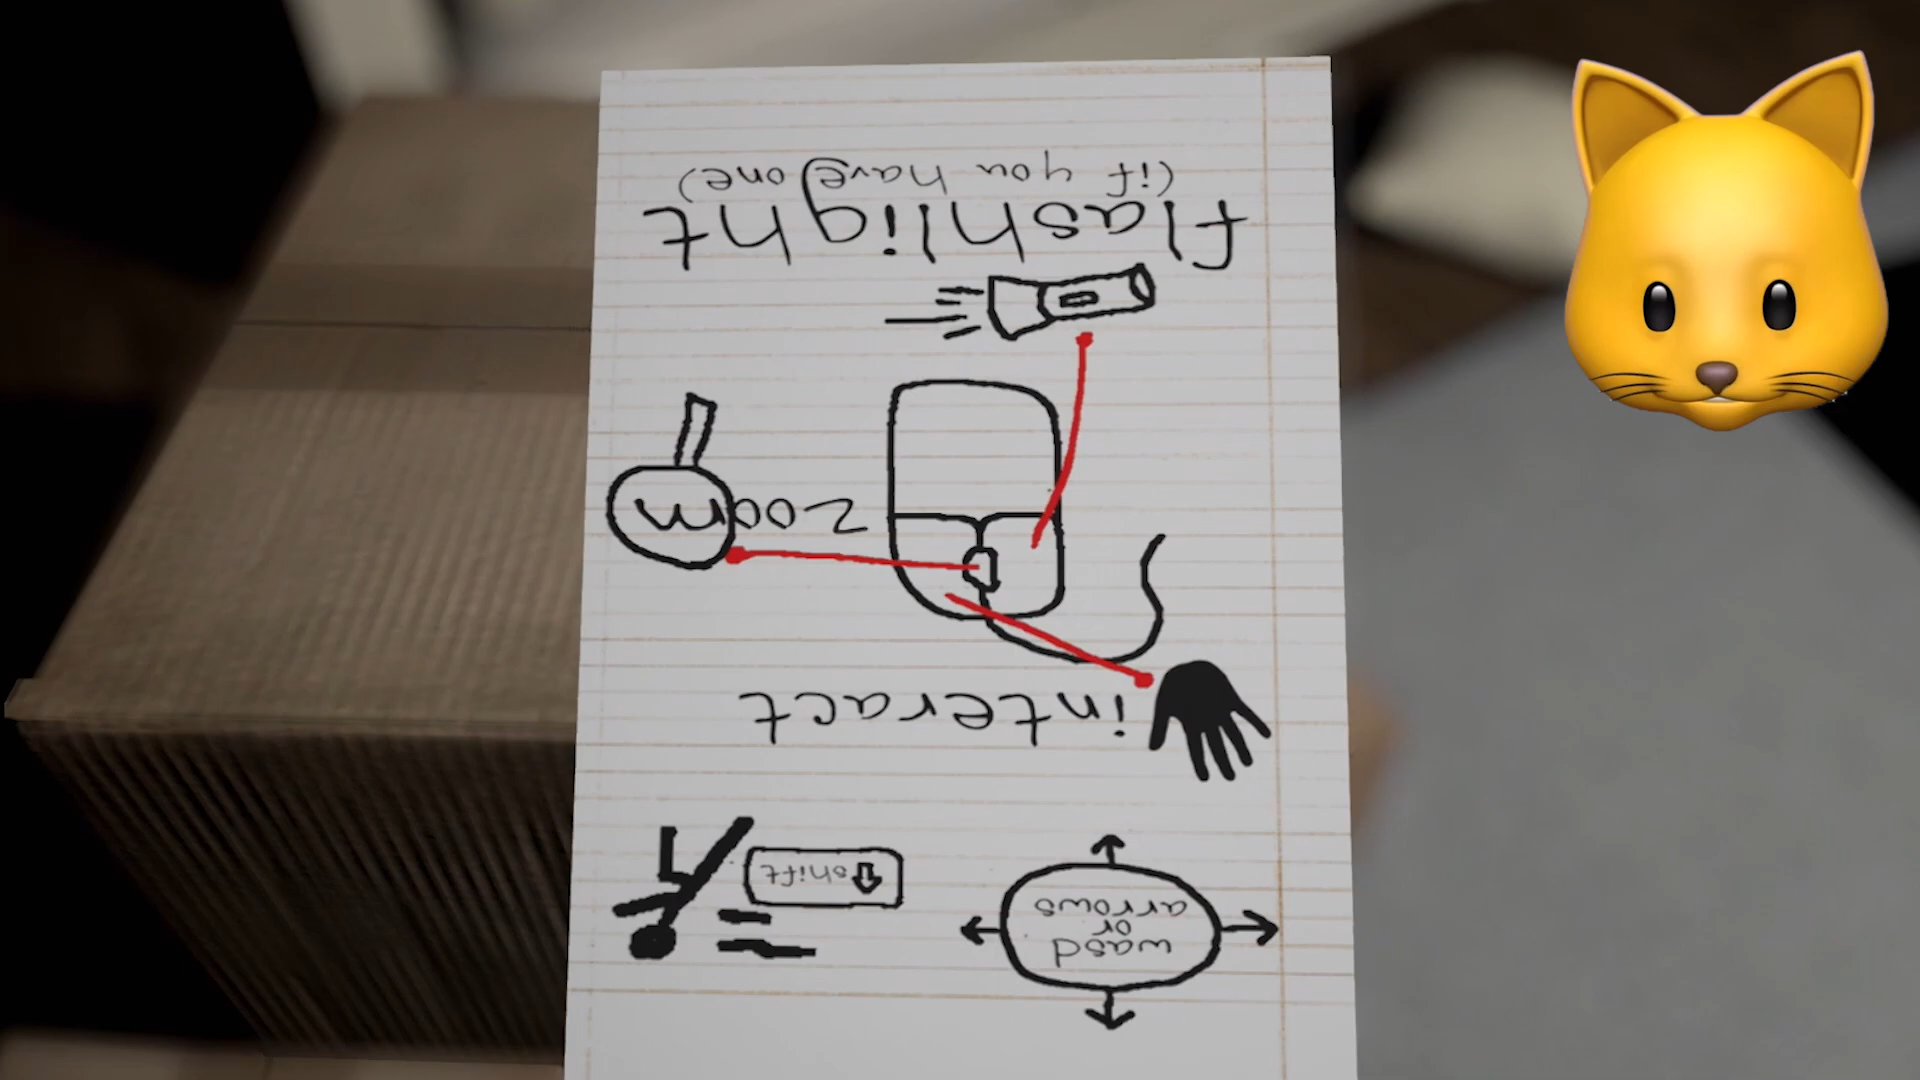 wasd
or
arrows
shift
interact
zoom
flashlight
(if you have one)